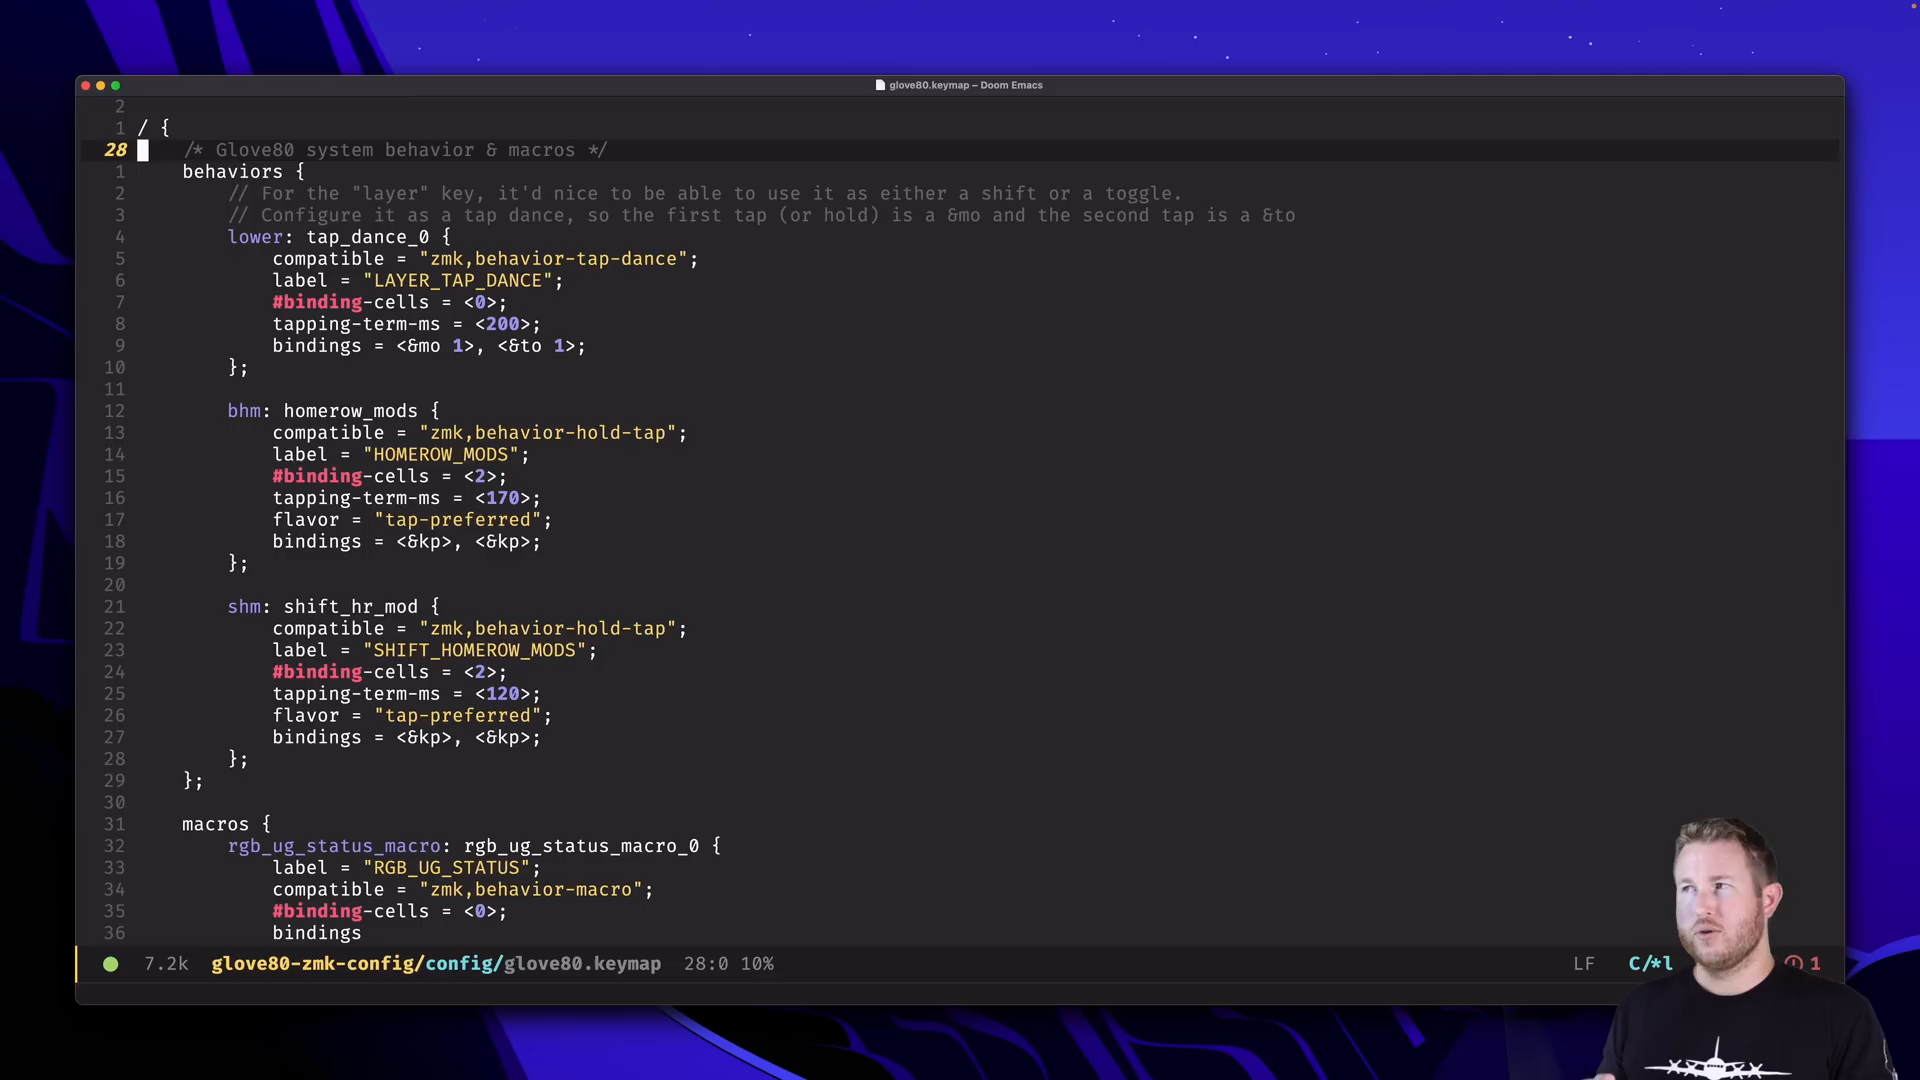 glove80.keymap – Doom Emacs
2
1 / {
28 /* Glove80 system behavior & macros */
1 behaviors {
2 // For the "layer" key, it'd nice to be able to use it as either a shift or a toggle.
3 // Configure it as a tap dance, so the first tap (or hold) is a &mo and the second tap is a &to
4 lower: tap_dance_0 {
5 compatible = "zmk,behavior-tap-dance";
6 label = "LAYER_TAP_DANCE";
7 #binding-cells = <0>;
8 tapping-term-ms = <200>;
9 bindings = <&mo 1>, <&to 1>;
10 };
11
12 bhm: homerow_mods {
13 compatible = "zmk,behavior-hold-tap";
14 label = "HOMEROW_MODS";
15 #binding-cells = <2>;
16 tapping-term-ms = <170>;
17 flavor = "tap-preferred";
18 bindings = <&kp>, <&kp>;
19 };
20
21 shm: shift_hr_mod {
22 compatible = "zmk,behavior-hold-tap";
23 label = "SHIFT_HOMEROW_MODS";
24 #binding-cells = <2>;
25 tapping-term-ms = <120>;
26 flavor = "tap-preferred";
27 bindings = <&kp>, <&kp>;
28 };
29 };
30
31 macros {
32 rgb_ug_status_macro: rgb_ug_status_macro_0 {
33 label = "RGB_UG_STATUS";
34 compatible = "zmk,behavior-macro";
35 #binding-cells = <0>;
36 bindings
7.2k glove80-zmk-config/config/glove80.keymap 28:0 10% LF C/*l 1